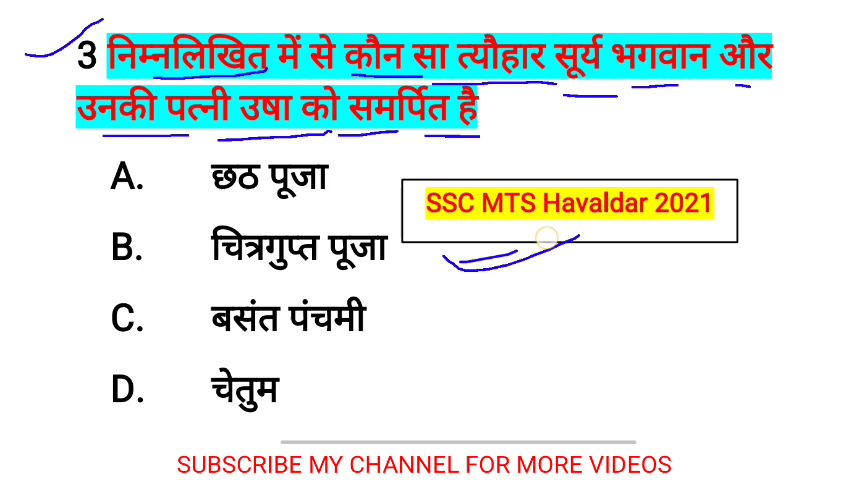 3 निम्नलिखित में से कौन सा त्यौहार सूर्य भगवान और
उनकी पत्नी उषा को समर्पित है
A. छठ पूजा
SSC MTS Havaldar 2021
B. चित्रगुप्त पूजा
C. बसंत पंचमी
D. चेतुम
SUBSCRIBE MY CHANNEL FOR MORE VIDEOS